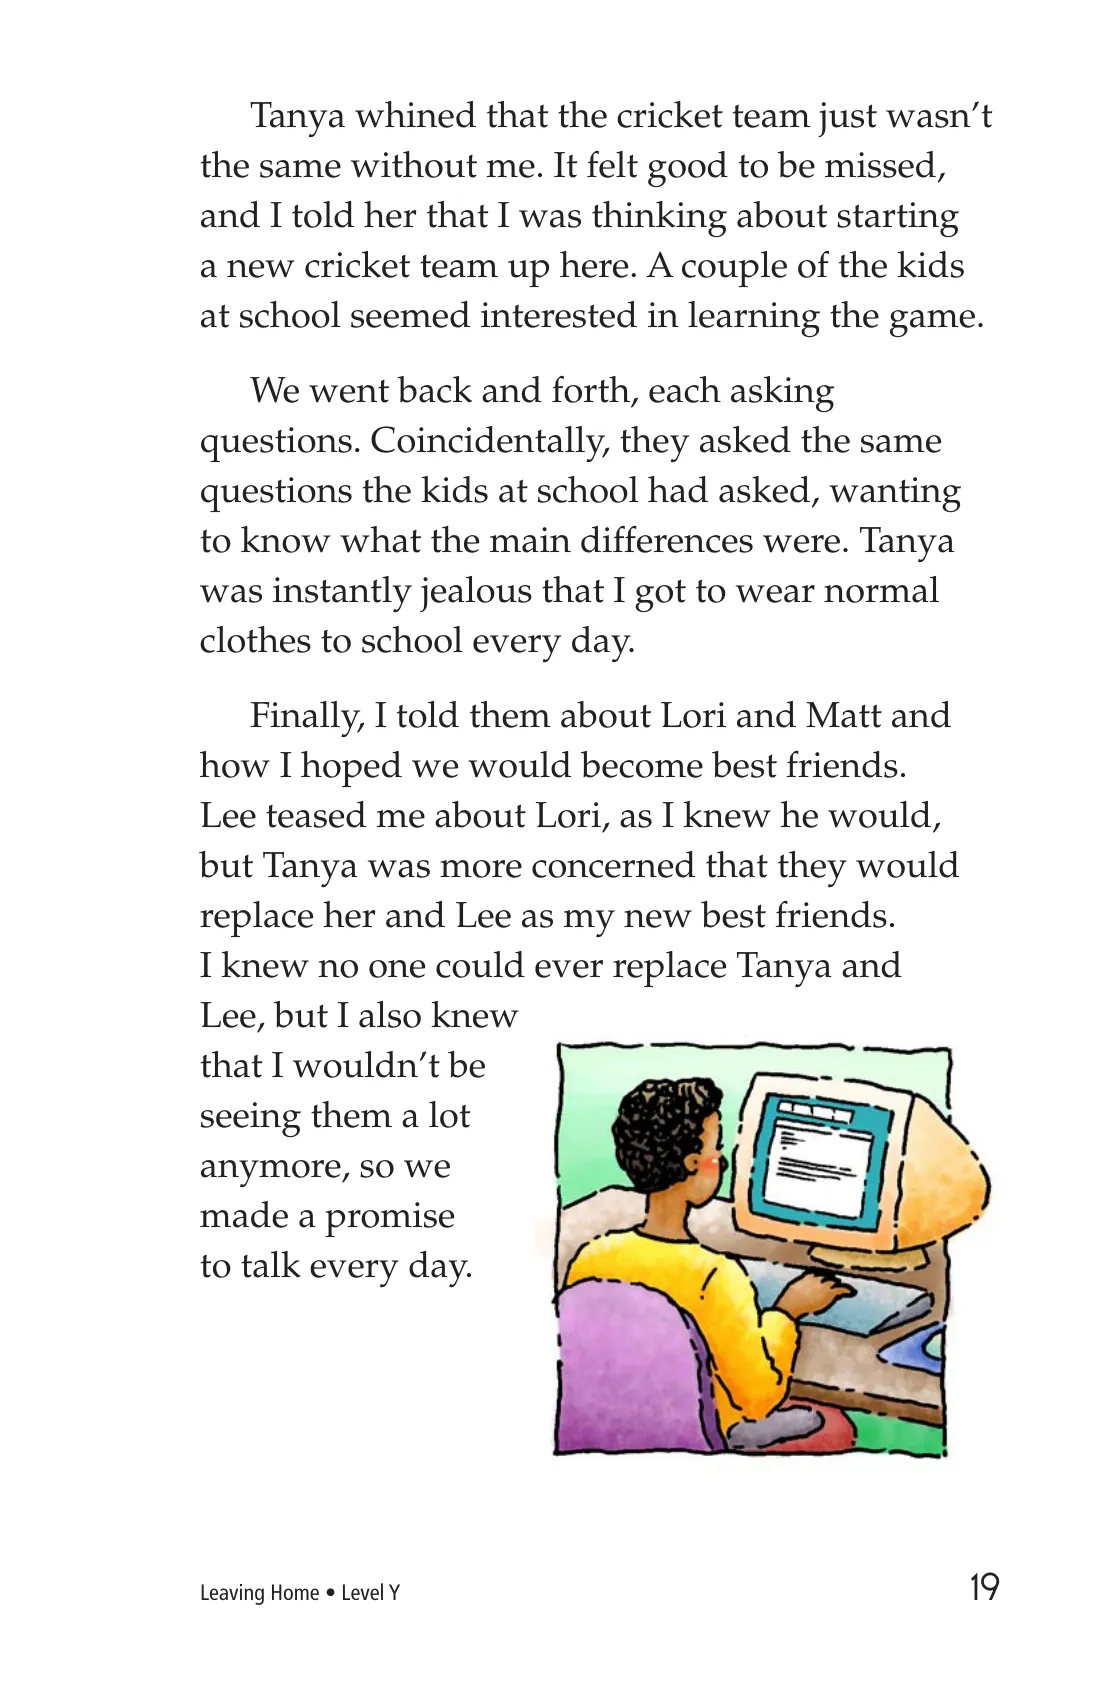 Tanya whined that the cricket team just wasn’t
the same without me. It felt good to be missed,
and I told her that I was thinking about starting
a new cricket team up here. A couple of the kids
at school seemed interested in learning the game.
We went back and forth, each asking
questions. Coincidentally, they asked the same
questions the kids at school had asked, wanting
to know what the main differences were. Tanya
was instantly jealous that I got to wear normal
clothes to school every day.
Finally, I told them about Lori and Matt and
how I hoped we would become best friends.
Lee teased me about Lori, as I knew he would,
but Tanya was more concerned that they would
replace her and Lee as my new best friends.
I knew no one could ever replace Tanya and
Lee, but I also knew
that I wouldn’t be
seeing them a lot
anymore, so we
made a promise
to talk every day.
Leaving Home • Level Y
19